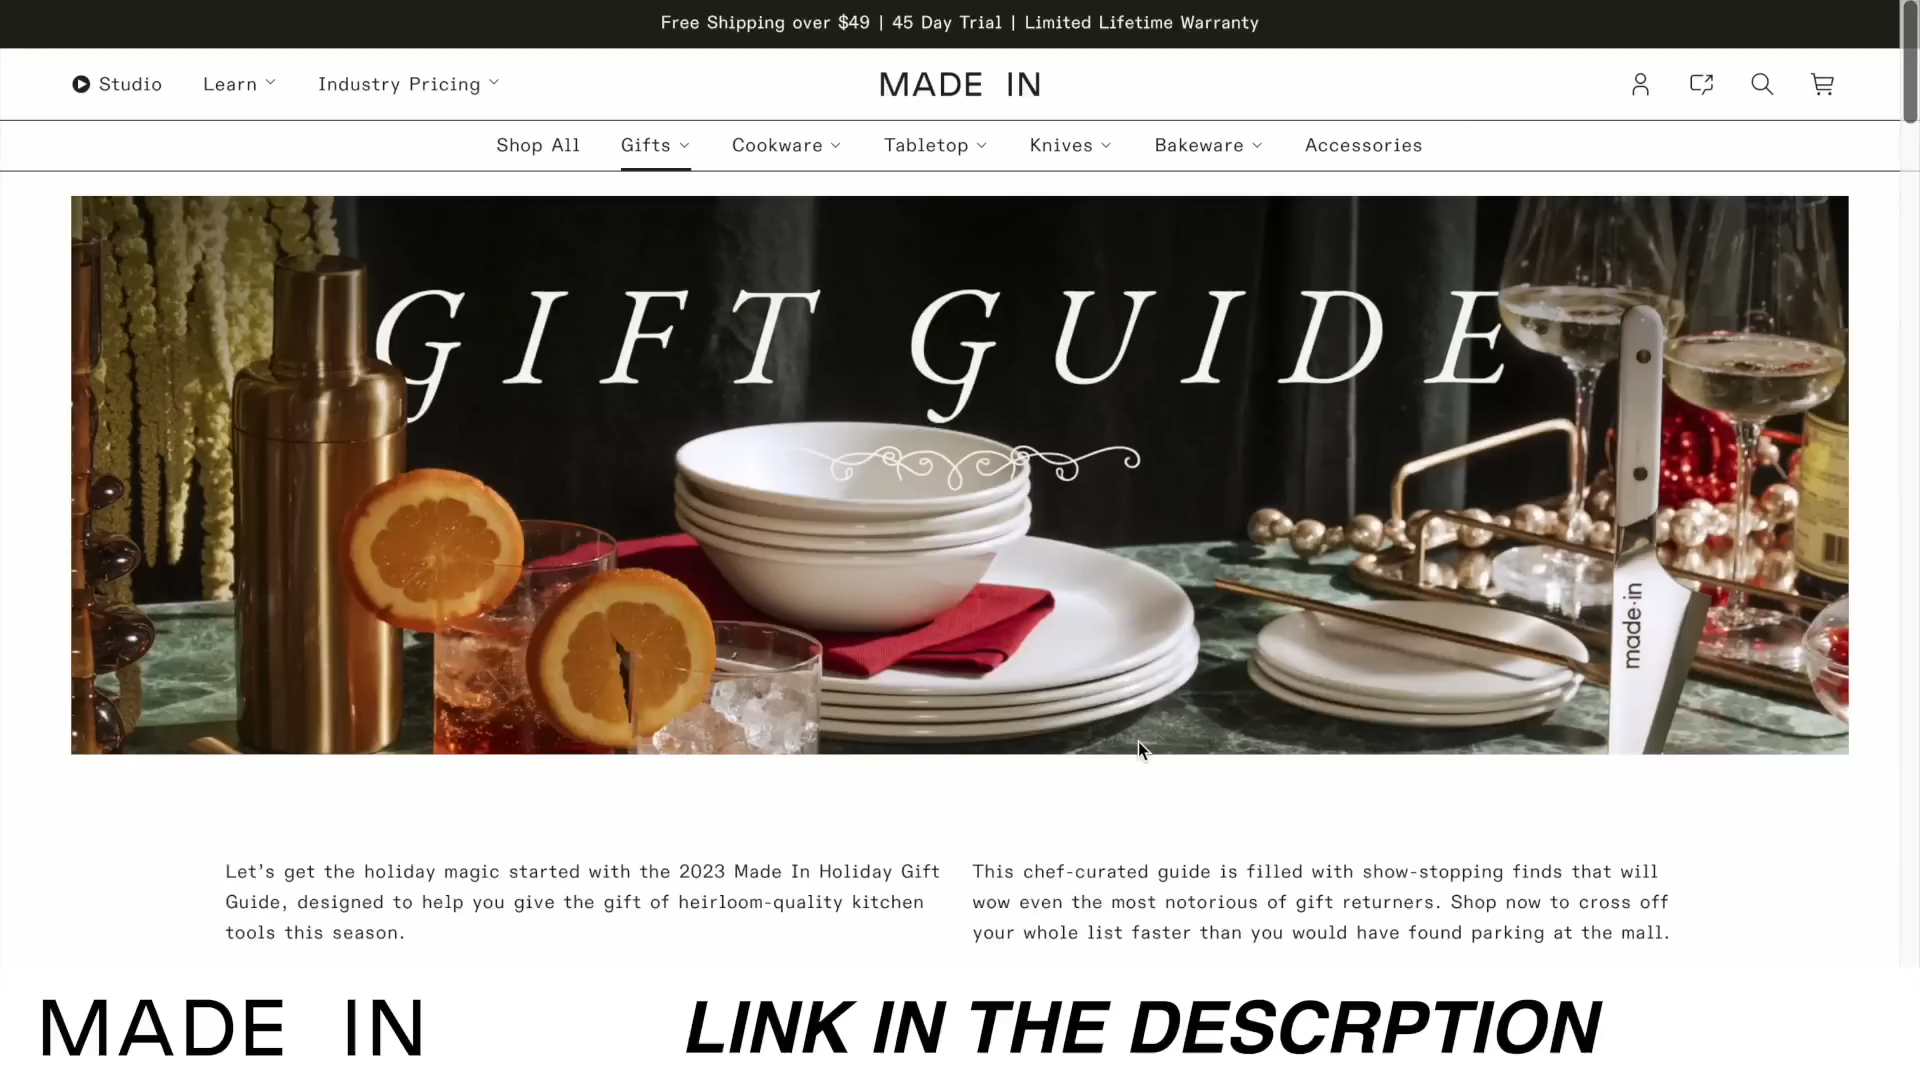 Free Shipping over $49 | 45 Day Trial | Limited Lifetime Warranty
Studio Learn Industry Pricing MADE IN
Shop All Gifts Cookware Tabletop Knives Bakeware Accessories
GIFT GUIDE
made·in
Let’s get the holiday magic started with the 2023 Made In Holiday Gift
Guide, designed to help you give the gift of heirloom-quality kitchen
tools this season.
This chef-curated guide is filled with show-stopping finds that will
wow even the most notorious of gift returners. Shop now to cross off
your whole list faster than you would have found parking at the mall.
MADE IN LINK IN THE DESCRPTION